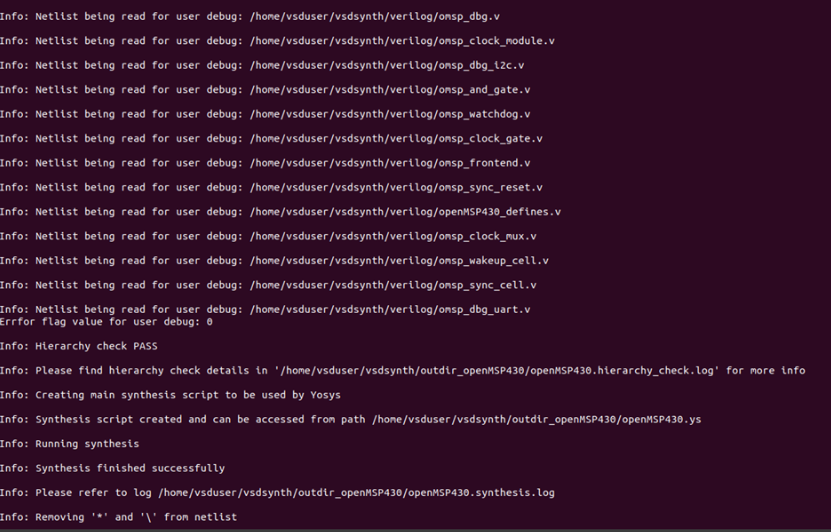 Info: Netlist being read for user debug: /home/vsduser/vsdsynth/verilog/omsp_dbg.v
Info: Netlist being read for user debug: /home/vsduser/vsdsynth/verilog/omsp_clock_module.v
Info: Netlist being read for user debug: /home/vsduser/vsdsynth/verilog/omsp_dbg_i2c.v
Info: Netlist being read for user debug: /home/vsduser/vsdsynth/verilog/omsp_and_gate.v
Info: Netlist being read for user debug: /home/vsduser/vsdsynth/verilog/omsp_watchdog.v
Info: Netlist being read for user debug: /home/vsduser/vsdsynth/verilog/omsp_clock_gate.v
Info: Netlist being read for user debug: /home/vsduser/vsdsynth/verilog/omsp_frontend.v
Info: Netlist being read for user debug: /home/vsduser/vsdsynth/verilog/omsp_sync_reset.v
Info: Netlist being read for user debug: /home/vsduser/vsdsynth/verilog/openMSP430_defines.v
Info: Netlist being read for user debug: /home/vsduser/vsdsynth/verilog/omsp_clock_mux.v
Info: Netlist being read for user debug: /home/vsduser/vsdsynth/verilog/omsp_wakeup_cell.v
Info: Netlist being read for user debug: /home/vsduser/vsdsynth/verilog/omsp_sync_cell.v
Info: Netlist being read for user debug: /home/vsduser/vsdsynth/verilog/omsp_dbg_uart.v
Errfor flag value for user debug: 0
Info: Hierarchy check PASS
Info: Please find hierarchy check details in '/home/vsduser/vsdsynth/outdir_openMSP430/openMSP430.hierarchy_check.log' for more info
Info: Creating main synthesis script to be used by Yosys
Info: Synthesis script created and can be accessed from path /home/vsduser/vsdsynth/outdir_openMSP430/openMSP430.ys
Info: Running synthesis
Info: Synthesis finished successfully
Info: Please refer to log /home/vsduser/vsdsynth/outdir_openMSP430/openMSP430.synthesis.log
Info: Removing '*' and '\' from netlist